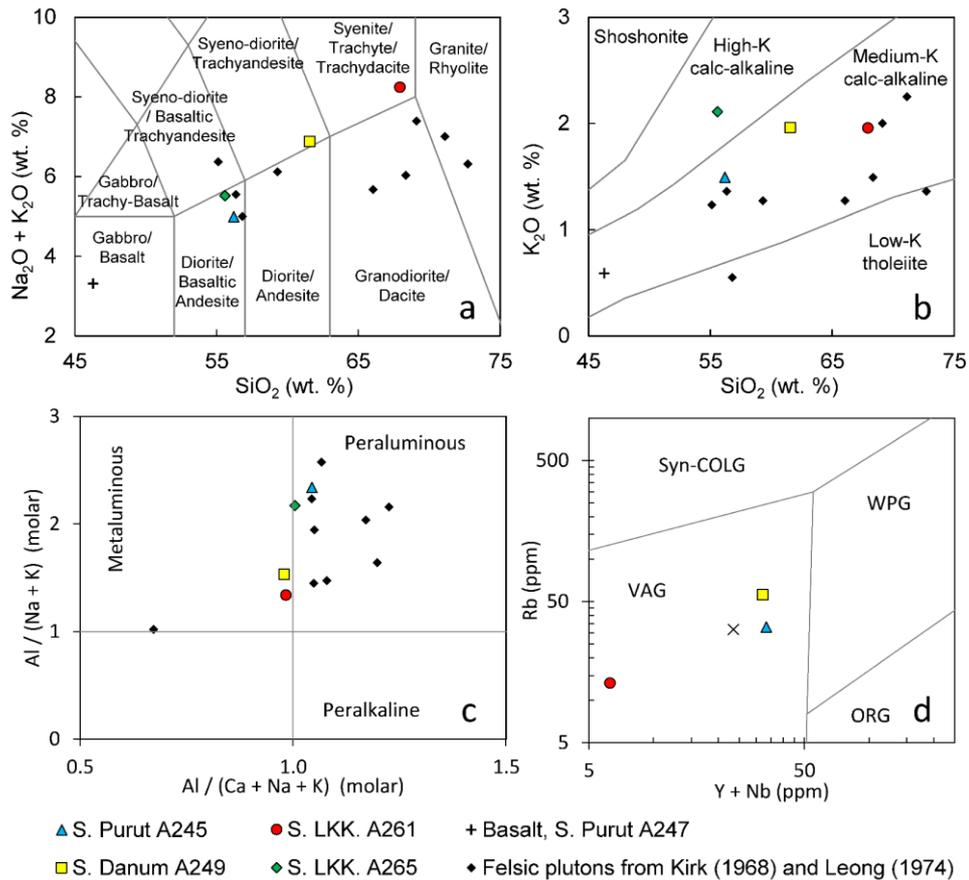 10
8
6
4
2
Na₂O + K₂O (wt. %)
45
55
65
75
SiO₂ (wt. %)
Syeno-diorite/
Trachyandesite
Syenite/
Trachyte/
Trachydacite
Granite/
Rhyolite
Syeno-diorite
/ Basaltic
Trachyandesite
Gabbro/
Trachy-Basalt
Gabbro/
Basalt
Diorite/
Basaltic
Andesite
Diorite/
Andesite
Granodiorite/
Dacite
a
3
2
1
0
K₂O (wt. %)
45
55
65
75
SiO₂ (wt. %)
Shoshonite
High-K
calc-alkaline
Medium-K
calc-alkaline
Low-K
tholeiite
b
3
2
1
0
Al / (Na + K) (molar)
0.5
1.0
1.5
Al / (Ca + Na + K) (molar)
Metaluminous
Peraluminous
Peralkaline
c
500
50
5
Rb (ppm)
5
50
Y + Nb (ppm)
Syn-COLG
WPG
VAG
ORG
d
S. Purut A245
S. LKK. A261
Basalt, S. Purut A247
S. Danum A249
S. LKK. A265
Felsic plutons from Kirk (1968) and Leong (1974)